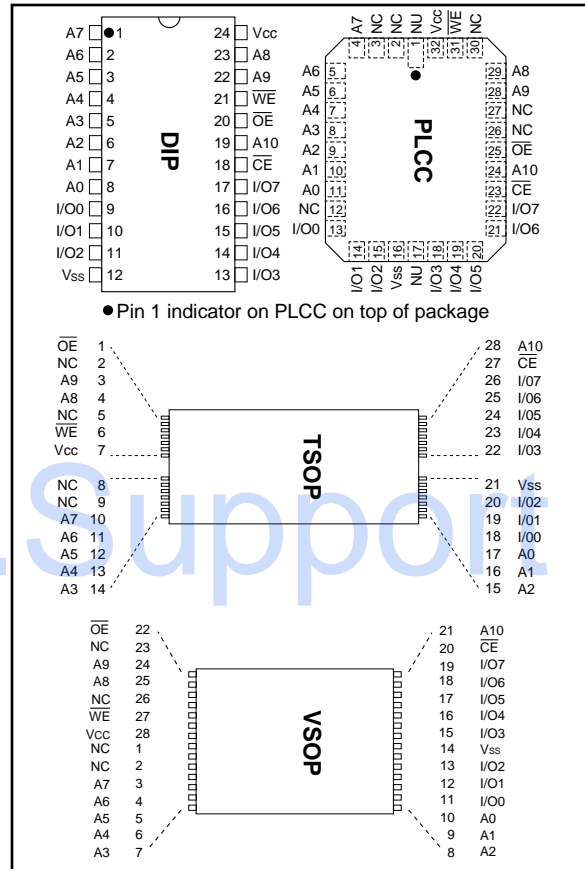 A7 1 24 Vcc
A6 2 23 A8
A5 3 22 A9
A4 4 21 WE
A3 5 20 OE
A2 6 19 A10
A1 7 18 CE
A0 8 17 I/O7
I/O0 9 16 I/O6
I/O1 10 15 I/O5
I/O2 11 14 I/O4
VSS 12 13 I/O3
DIP
A7 NC NC NU Vcc WE NC
4 3 2 1 32 31 30
A6 5 29 A8
A5 6 28 A9
A4 7 27 NC
A3 8 26 NC
A2 9 25 OE
A1 10 24 A10
A0 11 23 CE
NC 12 22 I/O7
I/O0 13 21 I/O6
PLCC
14 15 16 17 18 19 20
I/O1 I/O2 Vss NU I/O3 I/O4 I/O5
●Pin 1 indicator on PLCC on top of package
OE 1 28 A10
NC 2 27 CE
A9 3 26 I/07
A8 4 25 I/06
NC 5 24 I/05
WE 6 23 I/04
Vcc 7 22 I/03
NC 8 21 Vss
NC 9 20 I/02
A7 10 19 I/01
A6 11 18 I/00
A5 12 17 A0
A4 13 16 A1
A3 14 15 A2
TSOP
.Support
OE 22 21 A10
NC 23 20 CE
A9 24 19 I/O7
A8 25 18 I/O6
NC 26 17 I/O5
WE 27 16 I/O4
VCC 28 15 I/O3
NC 1 14 Vss
NC 2 13 I/O2
A7 3 12 I/O1
A6 4 11 I/O0
A5 5 10 A0
A4 6 9 A1
A3 7 8 A2
VSOP